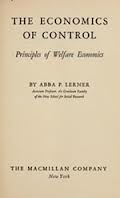 THE ECONOMICS
OF CONTROL
Principles of Welfare Economics
BY ABBA P. LERNER
Associate Professor, the Graduate Faculty
of the New School for Social Research
THE MACMILLAN COMPANY
New York